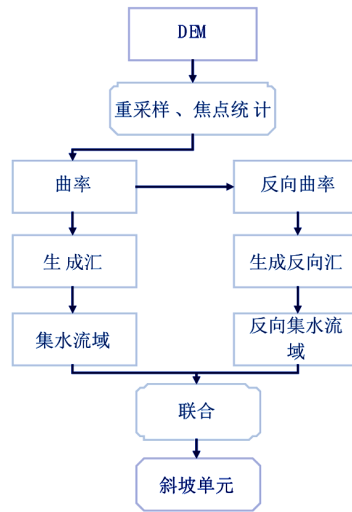 DEM
重采样、焦点统计
曲率
反向曲率
生成汇
生成反向汇
集水流域
反向集水流
域
联合
斜坡单元